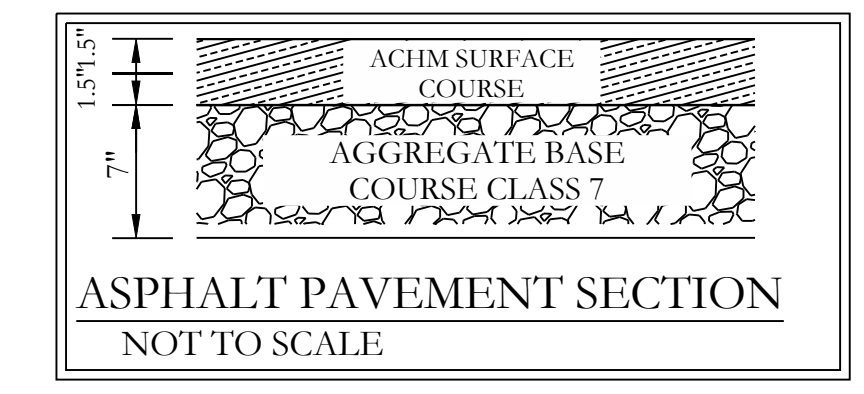 1.5"
1.5"
ACHM SURFACE
COURSE
7"
AGGREGATE BASE
COURSE CLASS 7
ASPHALT PAVEMENT SECTION
NOT TO SCALE